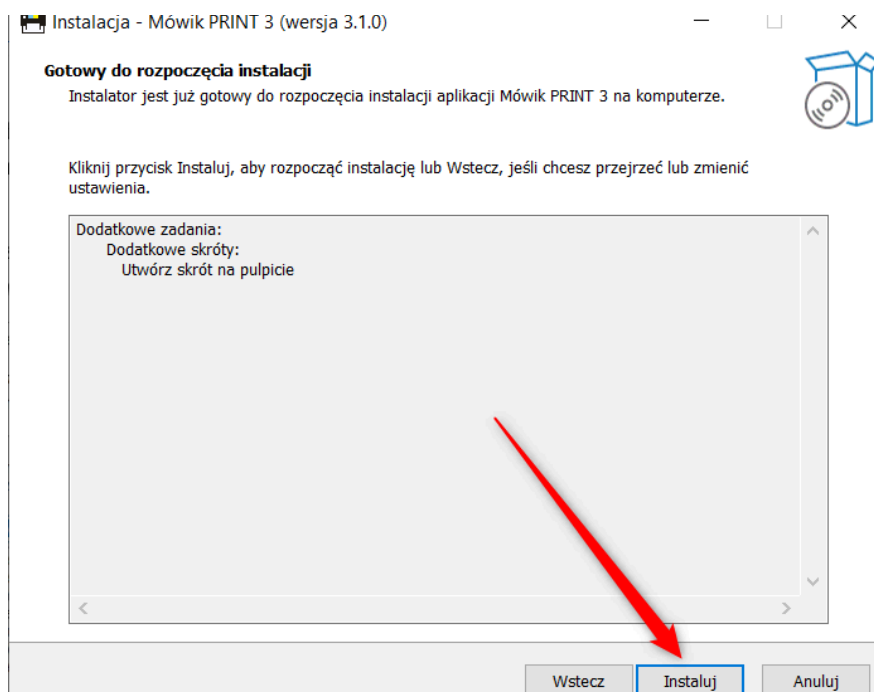 Instalacja - Mówik PRINT 3 (wersja 3.1.0)
Gotowy do rozpoczęcia instalacji
Instalator jest już gotowy do rozpoczęcia instalacji aplikacji Mówik PRINT 3 na komputerze.
Kliknij przycisk Instaluj, aby rozpocząć instalację lub Wstecz, jeśli chcesz przejrzeć lub zmienić
ustawienia.
Dodatkowe zadania:
Dodatkowe skróty:
Utwórz skrót na pulpicie
Wstecz Instaluj Anuluj